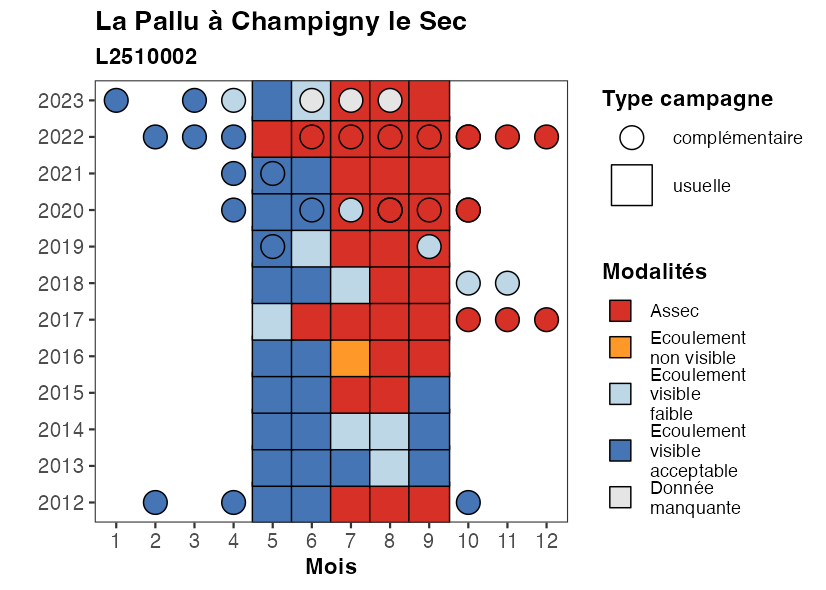 La Pallu à Champigny le Sec
L2510002
2023
2022
2021
2020
2019
2018
2017
2016
2015
2014
2013
2012
1 2 3 4 5 6 7 8 9 10 11 12
Mois
Type campagne
complémentaire
usuelle
Modalités
Assec
Ecoulement
non visible
Ecoulement
visible
faible
Ecoulement
visible
acceptable
Donnée
manquante